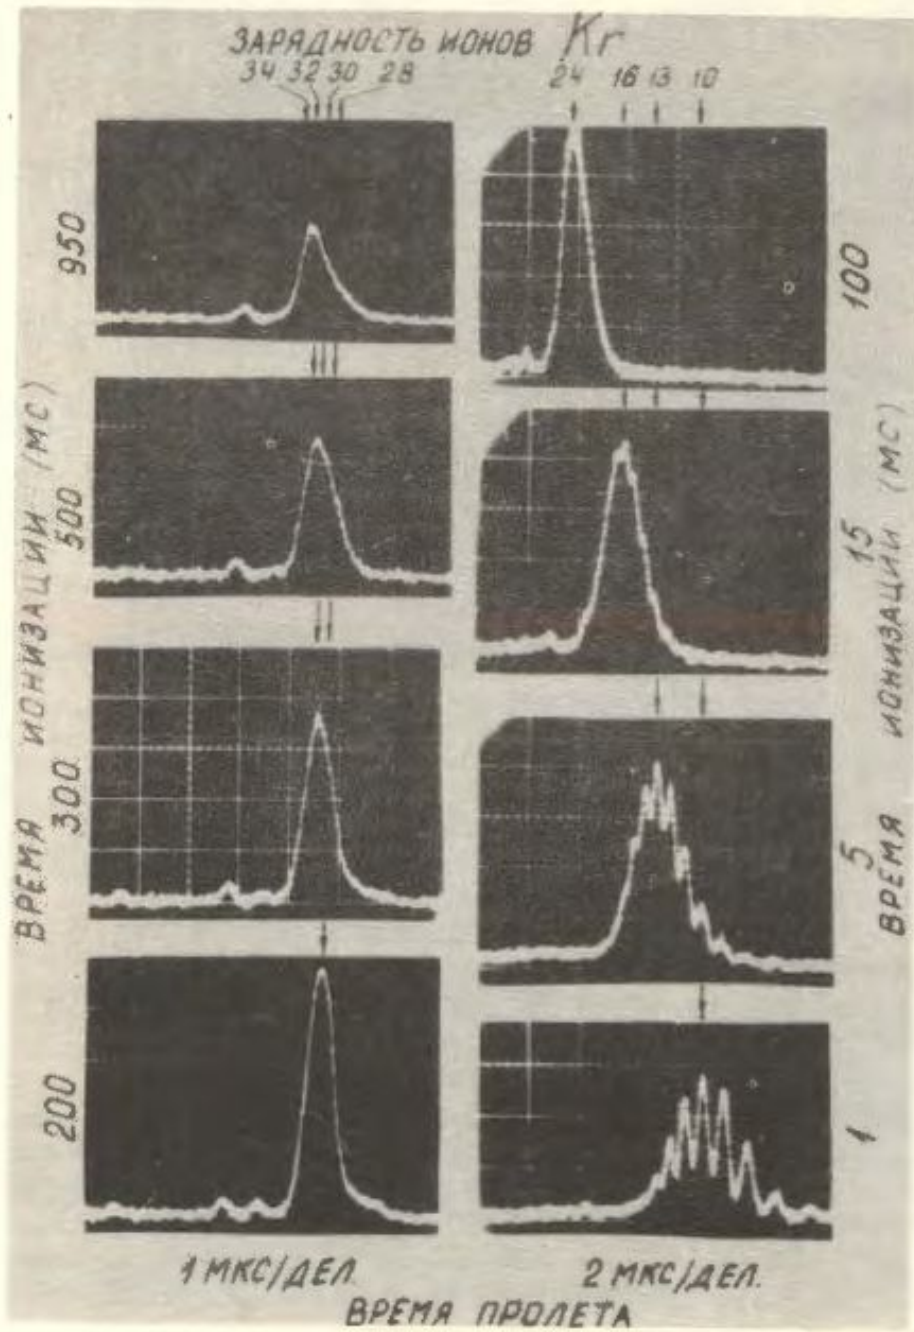 ЗАРЯДНОСТЬ ИОНОВ Kr
34 32 30 28 24 16 13 10
ВРЕМЯ ИОНИЗАЦИИ (МС)
950
500
300
200
100
15
5
1
ВРЕМЯ ИОНИЗАЦИИ (МС)
1 МКС/ДЕЛ. 2 МКС/ДЕЛ.
ВРЕМЯ ПРОЛЕТА